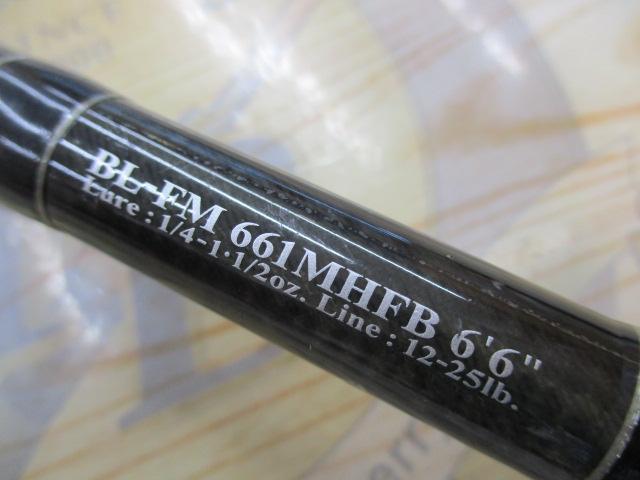 BL-FM 661MHFB 6'6"
Lure : 1/4-1·1/2oz. Line : 12-25lb.